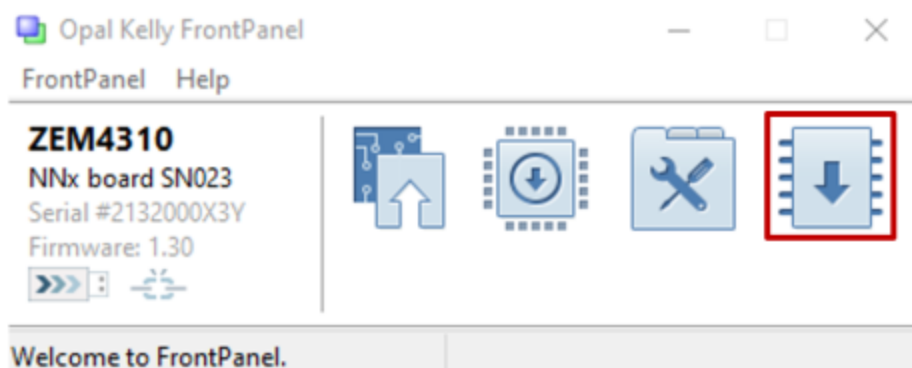 Opal Kelly FrontPanel
FrontPanel Help
ZEM4310
NNx board SN023
Serial #2132000X3Y
Firmware: 1.30
Welcome to FrontPanel.